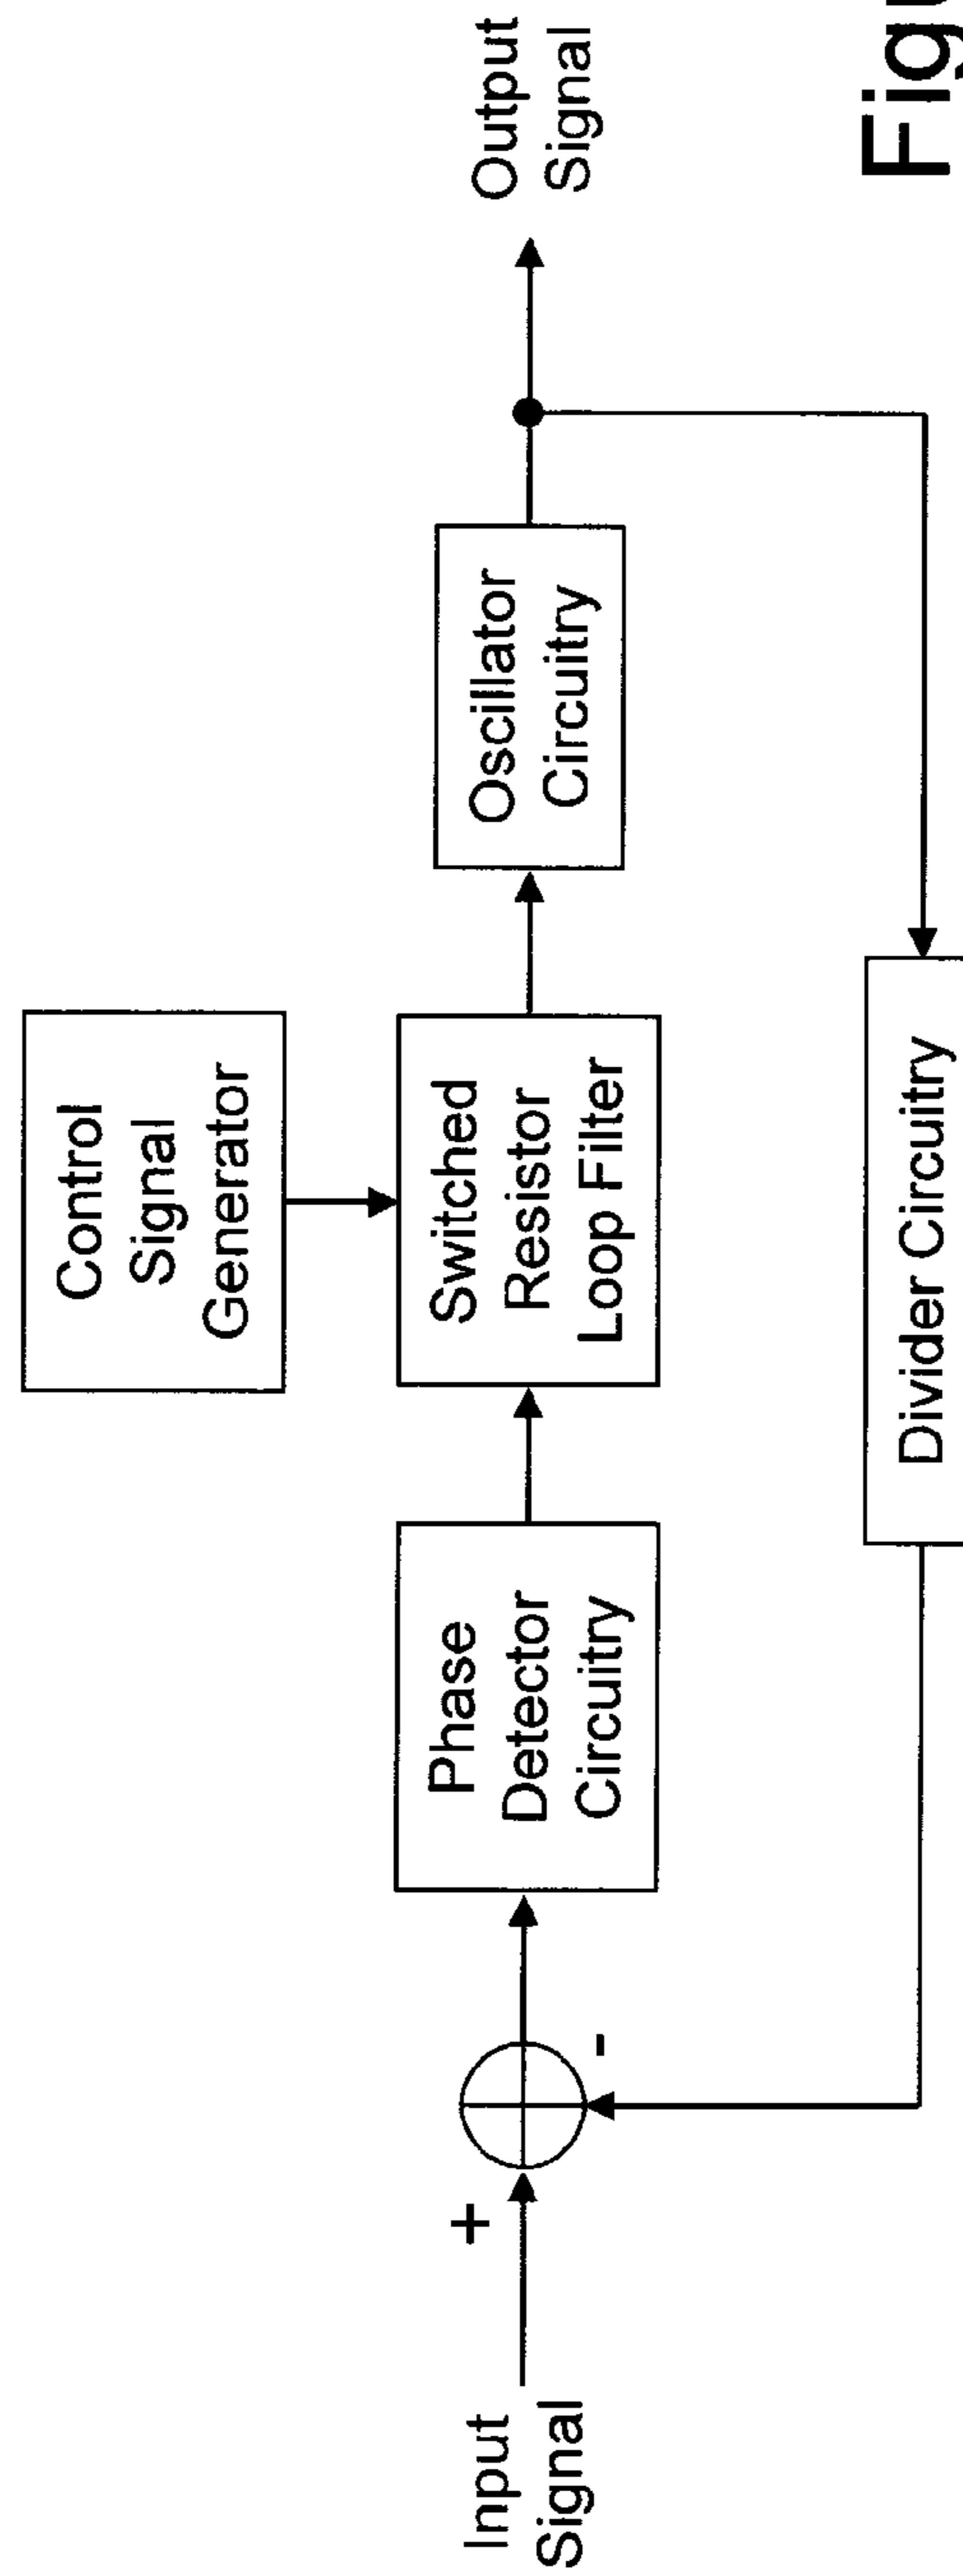 Control
Signal
Generator
Input
Signal
+
-
Phase
Detector
Circuitry
Switched
Resistor
Loop Filter
Oscillator
Circuitry
Output
Signal
Divider Circuitry